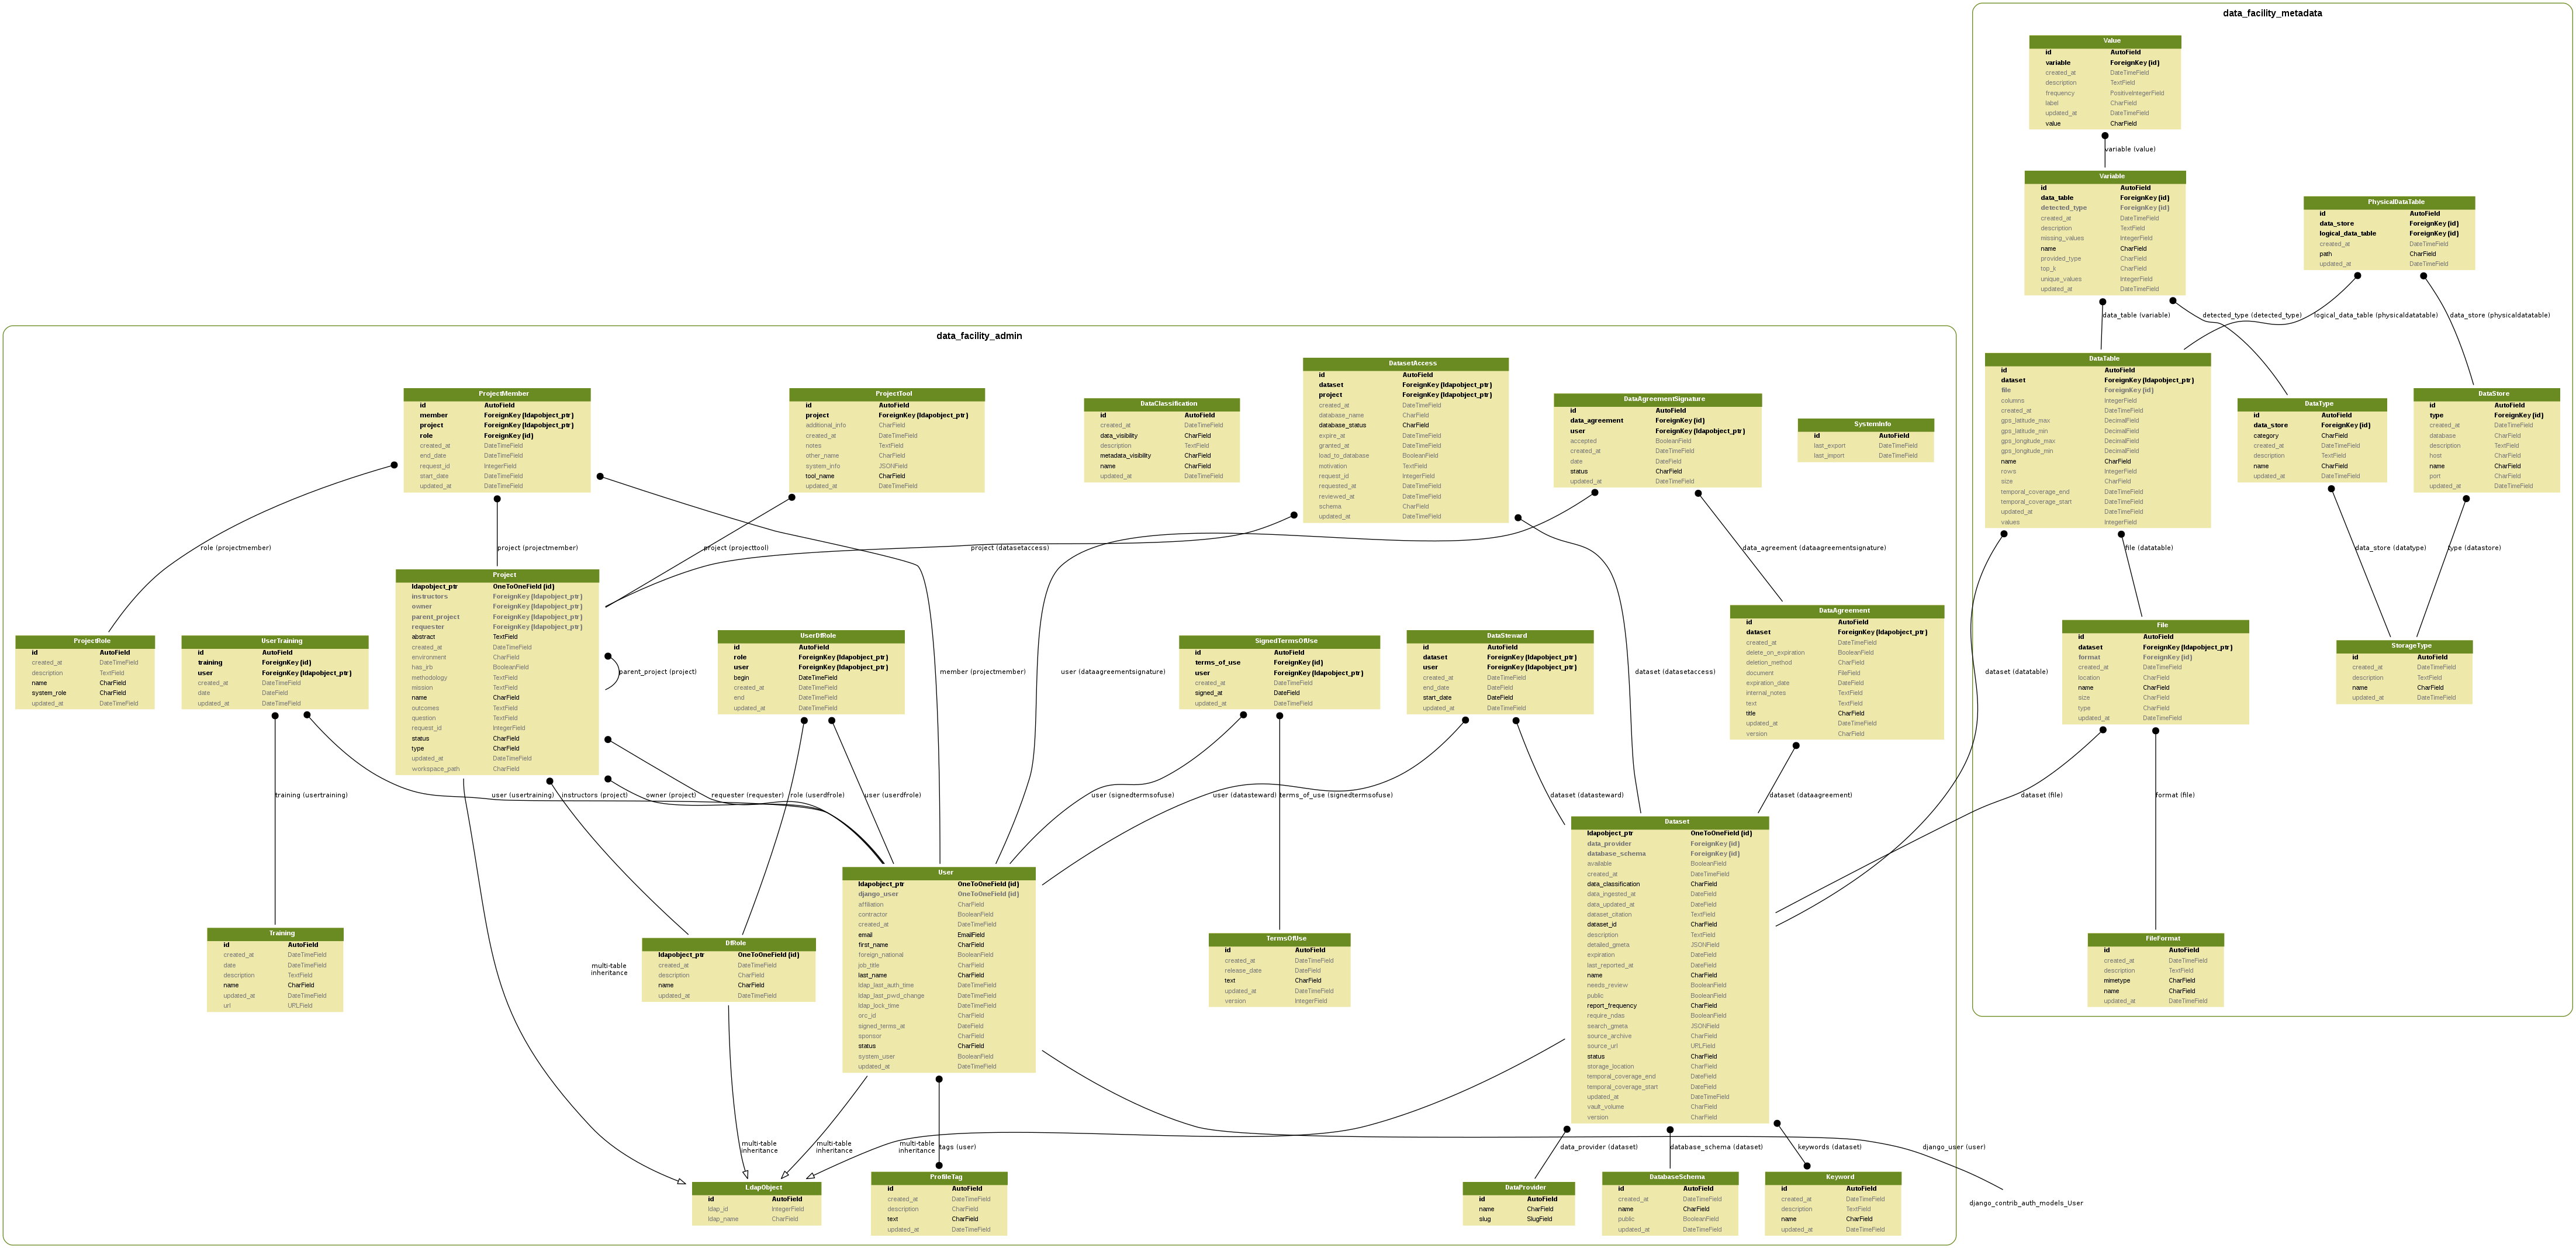 data_facility_metadata
Value
id AutoField
variable ForeignKey (id)
created_at DateTimeField
description TextField
frequency PositiveIntegerField
label CharField
updated_at DateTimeField
value CharField
variable (value)
Variable
id AutoField
data_table ForeignKey (id)
detected_type ForeignKey (id)
created_at DateTimeField
description TextField
missing_values IntegerField
name CharField
provided_type CharField
top_k CharField
unique_values IntegerField
updated_at DateTimeField
PhysicalDataTable
id AutoField
data_store ForeignKey (id)
logical_data_table ForeignKey (id)
created_at DateTimeField
path CharField
updated_at DateTimeField
data_table (variable)
detected_type (detected_type)
logical_data_table (physicaldatatable)
data_store (physicaldatatable)
DataTable
id AutoField
dataset ForeignKey (ldapobject_ptr)
file ForeignKey (id)
columns IntegerField
created_at DateTimeField
gps_latitude_max DecimalField
gps_latitude_min DecimalField
gps_longitude_max DecimalField
gps_longitude_min DecimalField
name CharField
rows IntegerField
size CharField
temporal_coverage_end DateTimeField
temporal_coverage_start DateTimeField
updated_at DateTimeField
values IntegerField
DataType
id AutoField
data_store ForeignKey (id)
category CharField
created_at DateTimeField
description TextField
name CharField
updated_at DateTimeField
DataStore
id AutoField
type ForeignKey (id)
created_at DateTimeField
database CharField
description TextField
host CharField
name CharField
port CharField
updated_at DateTimeField
dataset (datatable)
file (datatable)
data_store (datatype)
type (datastore)
File
id AutoField
dataset ForeignKey (ldapobject_ptr)
format ForeignKey (id)
created_at DateTimeField
location CharField
name CharField
size CharField
type CharField
updated_at DateTimeField
StorageType
id AutoField
created_at DateTimeField
description TextField
name CharField
updated_at DateTimeField
dataset (file)
format (file)
FileFormat
id AutoField
created_at DateTimeField
description TextField
mimetype CharField
name CharField
updated_at DateTimeField
data_facility_admin
ProjectMember
id AutoField
member ForeignKey (ldapobject_ptr)
project ForeignKey (ldapobject_ptr)
role ForeignKey (id)
created_at DateTimeField
end_date DateTimeField
request_id IntegerField
start_date DateTimeField
updated_at DateTimeField
ProjectTool
id AutoField
project ForeignKey (ldapobject_ptr)
additional_info CharField
created_at DateTimeField
notes TextField
other_name CharField
system_info JSONField
tool_name CharField
updated_at DateTimeField
DataClassification
id AutoField
created_at DateTimeField
data_visibility CharField
description TextField
metadata_visibility CharField
name CharField
updated_at DateTimeField
DatasetAccess
id AutoField
dataset ForeignKey (ldapobject_ptr)
project ForeignKey (ldapobject_ptr)
created_at DateTimeField
database_name CharField
database_status CharField
expire_at DateTimeField
granted_at DateTimeField
load_to_database BooleanField
motivation TextField
request_id IntegerField
requested_at DateTimeField
reviewed_at DateTimeField
schema CharField
updated_at DateTimeField
DataAgreementSignature
id AutoField
data_agreement ForeignKey (id)
user ForeignKey (ldapobject_ptr)
accepted BooleanField
created_at DateTimeField
date DateField
status CharField
updated_at DateTimeField
SystemInfo
id AutoField
last_export DateTimeField
last_import DateTimeField
role (projectmember)
project (projectmember)
project (projecttool)
project (datasetaccess)
data_agreement (dataagreementsignature)
Project
ldapobject_ptr OneToOneField (id)
instructors ForeignKey (ldapobject_ptr)
owner ForeignKey (ldapobject_ptr)
parent_project ForeignKey (ldapobject_ptr)
requester ForeignKey (ldapobject_ptr)
abstract TextField
created_at DateTimeField
environment CharField
has_irb BooleanField
methodology TextField
mission TextField
name CharField
outcomes TextField
question TextField
request_id IntegerField
status CharField
type CharField
updated_at DateTimeField
workspace_path CharField
ProjectRole
id AutoField
created_at DateTimeField
description TextField
name CharField
system_role CharField
updated_at DateTimeField
UserTraining
id AutoField
training ForeignKey (id)
user ForeignKey (ldapobject_ptr)
created_at DateTimeField
date DateField
updated_at DateTimeField
parent_project (project)
UserDfRole
id AutoField
role ForeignKey (ldapobject_ptr)
user ForeignKey (ldapobject_ptr)
begin DateTimeField
created_at DateTimeField
end DateTimeField
updated_at DateTimeField
member (projectmember)
user (dataagreementsignature)
SignedTermsOfUse
id AutoField
terms_of_use ForeignKey (id)
user ForeignKey (ldapobject_ptr)
created_at DateTimeField
signed_at DateField
updated_at DateTimeField
DataSteward
id AutoField
dataset ForeignKey (ldapobject_ptr)
user ForeignKey (ldapobject_ptr)
created_at DateTimeField
end_date DateField
start_date DateField
updated_at DateTimeField
dataset (datasetaccess)
DataAgreement
id AutoField
dataset ForeignKey (ldapobject_ptr)
created_at DateTimeField
delete_on_expiration BooleanField
deletion_method CharField
document FileField
expiration_date DateField
internal_notes TextField
text TextField
title CharField
updated_at DateTimeField
version CharField
training (usertraining)
user (usertraining)
instructors (project)
owner (project)
requester (requester)
role (userdfrole)
user (userdfrole)
user (signedtermsofuse)
user (datasteward)
terms_of_use (signedtermsofuse)
dataset (datasteward)
dataset (dataagreement)
Training
id AutoField
created_at DateTimeField
date DateTimeField
description TextField
name CharField
updated_at DateTimeField
url URLField
multi-table
inheritance
DfRole
ldapobject_ptr OneToOneField (id)
created_at DateTimeField
description CharField
name CharField
updated_at DateTimeField
User
ldapobject_ptr OneToOneField (id)
django_user OneToOneField (id)
affiliation CharField
contractor BooleanField
created_at DateTimeField
email EmailField
first_name CharField
foreign_national BooleanField
job_title CharField
last_name CharField
ldap_last_auth_time DateTimeField
ldap_last_pwd_change DateTimeField
ldap_lock_time DateTimeField
orc_id CharField
signed_terms_at DateField
sponsor CharField
status CharField
system_user BooleanField
updated_at DateTimeField
TermsOfUse
id AutoField
created_at DateTimeField
release_date DateField
text CharField
updated_at DateTimeField
version IntegerField
Dataset
ldapobject_ptr OneToOneField (id)
data_provider ForeignKey (id)
database_schema ForeignKey (id)
available BooleanField
created_at DateTimeField
data_classification CharField
data_ingested_at DateField
data_updated_at DateField
dataset_citation TextField
dataset_id CharField
description TextField
detailed_gmeta JSONField
expiration DateField
last_reported_at DateField
name CharField
needs_review BooleanField
public BooleanField
report_frequency CharField
require_ndas BooleanField
search_gmeta JSONField
source_archive CharField
source_url URLField
status CharField
storage_location CharField
temporal_coverage_end DateField
temporal_coverage_start DateField
updated_at DateTimeField
vault_volume CharField
version CharField
multi-table
inheritance
multi-table
inheritance
multi-table
inheritance
tags (user)
data_provider (dataset)
database_schema (dataset)
keywords (dataset)
django_user (user)
LdapObject
id AutoField
ldap_id IntegerField
ldap_name CharField
ProfileTag
id AutoField
created_at DateTimeField
description CharField
text CharField
updated_at DateTimeField
DataProvider
id AutoField
name CharField
slug SlugField
DatabaseSchema
id AutoField
created_at DateTimeField
name CharField
public BooleanField
updated_at DateTimeField
Keyword
id AutoField
created_at DateTimeField
description TextField
name CharField
updated_at DateTimeField
django_contrib_auth_models_User